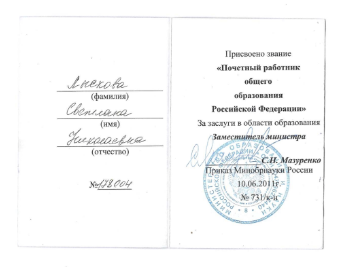 Лыскова
(фамилия)
Светлана
(имя)
Николаевна
(отчество)
№178004
Присвоено звание
«Почетный работник
общего
образования
Российской Федерации»
За заслуги в области образования
Заместитель министра
С.Н. Мазуренко
Приказ Минобрнауки России
10.06.2011г.
№ 731/к-н